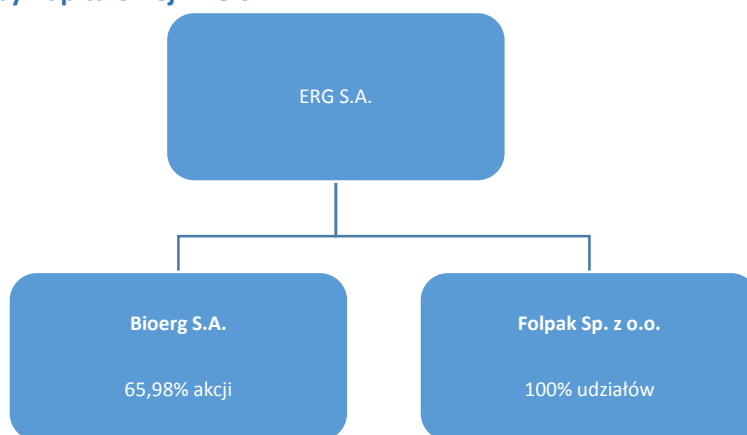 ERG S.A.
Bioerg S.A.
65,98% akcji
Folpak Sp. z o.o.
100% udziałów